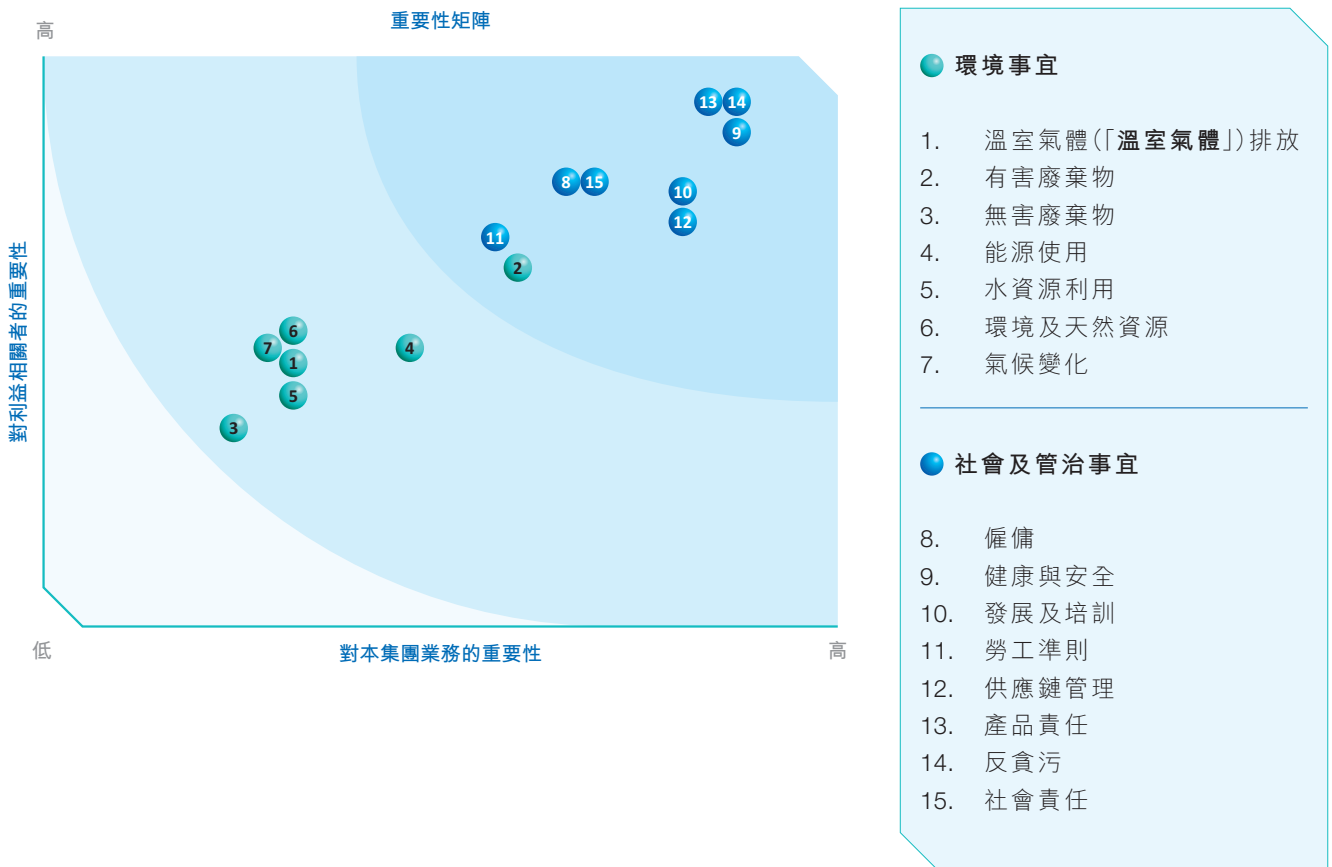 重要性矩陣
高
對利益相關者的重要性
13 14
9
8 15
10
12
11
2
6
7
4
1
5
3
低
對本集團業務的重要性
高
環境事宜
1. 溫室氣體(「溫室氣體」)排放
2. 有害廢棄物
3. 無害廢棄物
4. 能源使用
5. 水資源利用
6. 環境及天然資源
7. 氣候變化
社會及管治事宜
8. 僱傭
9. 健康與安全
10. 發展及培訓
11. 勞工準則
12. 供應鏈管理
13. 產品責任
14. 反貪污
15. 社會責任